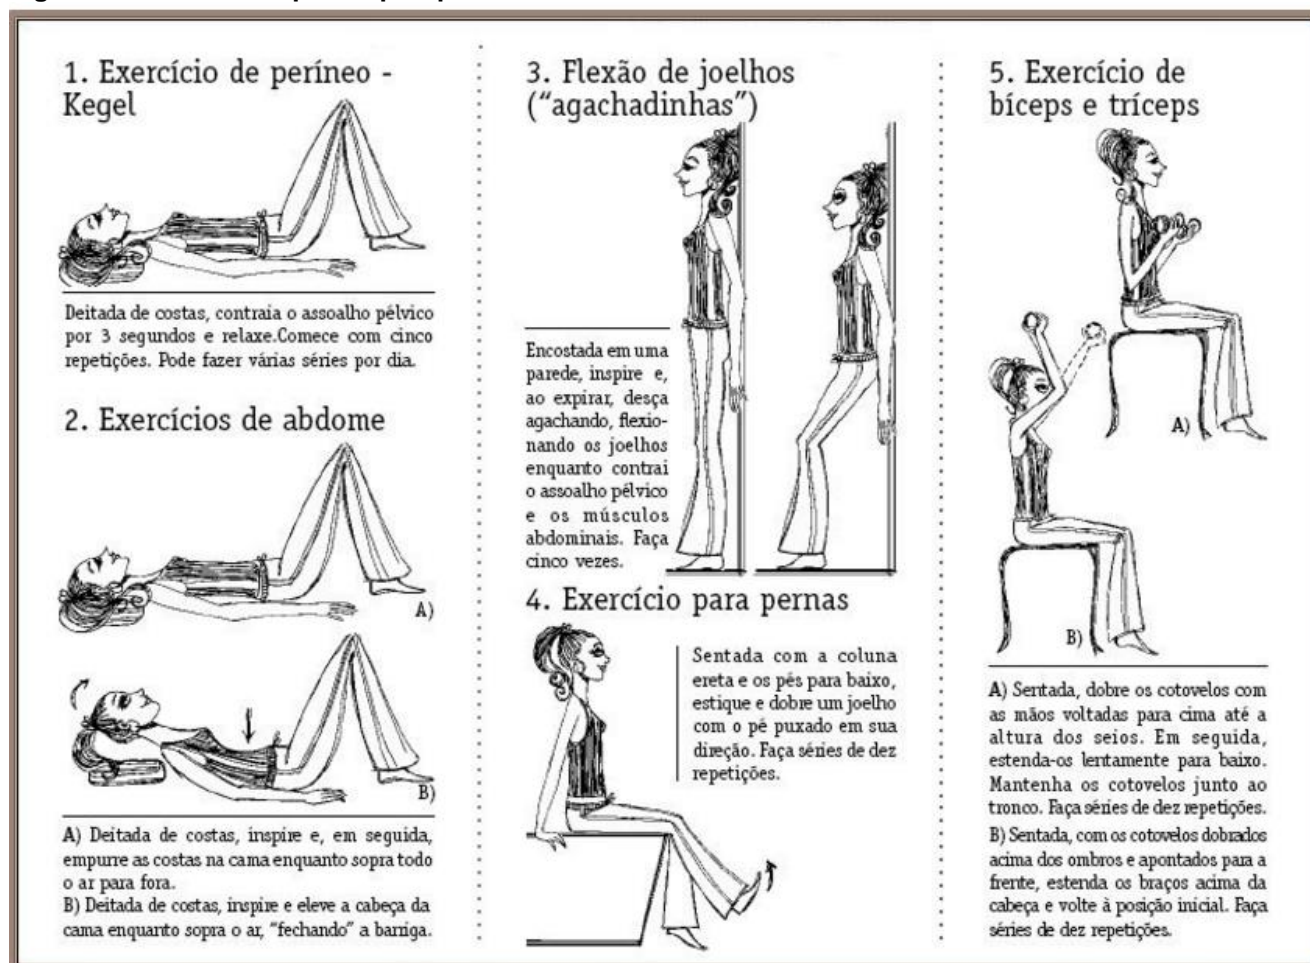 1. Exercício de períneo -
Kegel
Deitada de costas, contraia o assoalho pélvico
por 3 segundos e relaxe.Comece com cinco
repetições. Pode fazer várias séries por dia.
2. Exercícios de abdome
A)
B)
A) Deitada de costas, inspire e, em seguida,
empurre as costas na cama enquanto sopra todo
o ar para fora.
B) Deitada de costas, inspire e eleve a cabeça da
cama enquanto sopra o ar, "fechando" a barriga.
3. Flexão de joelhos
("agachadinhas")
Encostada em uma
parede, inspire e,
ao expirar, desça
agachando, flexio-
nando os joelhos
enquanto contrai
o assoalho pélvico
e os músculos
abdominais. Faça
cinco vezes.
4. Exercício para pernas
Sentada com a coluna
ereta e os pés para baixo,
estique e dobre um joelho
com o pé puxado em sua
direção. Faça séries de dez
repetições.
5. Exercício de
bíceps e tríceps
A)
B)
A) Sentada, dobre os cotovelos com
as mãos voltadas para cima até a
altura dos seios. Em seguida,
estenda-os lentamente para baixo.
Mantenha os cotovelos junto ao
tronco. Faça séries de dez repetições.
B) Sentada, com os cotovelos dobrados
acima dos ombros e apontados para a
frente, estenda os braços acima da
cabeça e volte à posição inicial. Faça
séries de dez repetições.